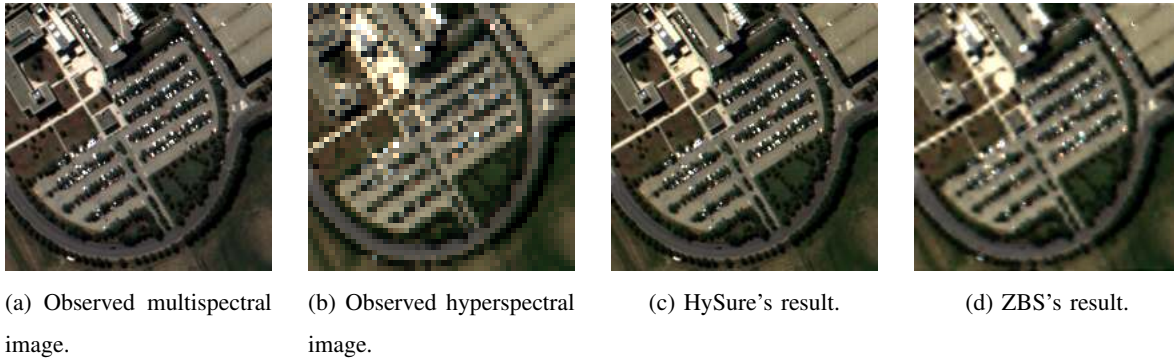 (a) Observed multispectral
image.
(b) Observed hyperspectral
image.
(c) HySure's result.
(d) ZBS's result.